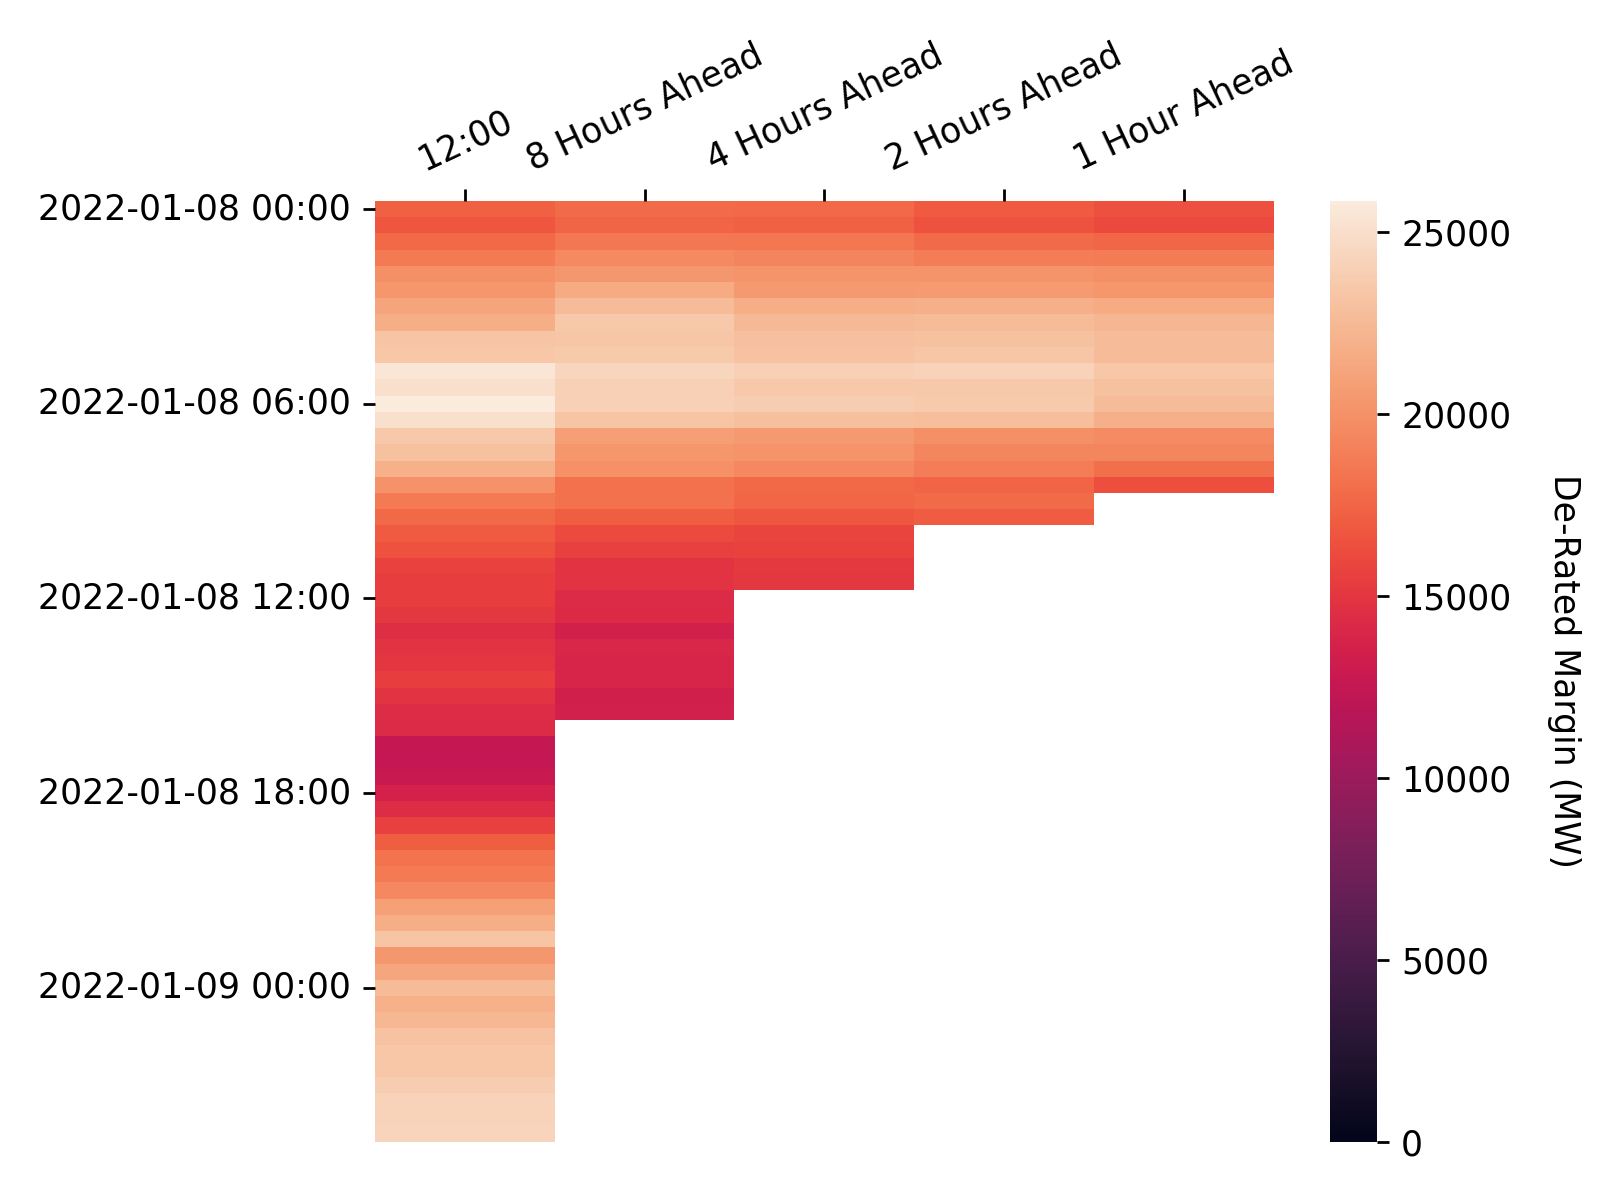 12:00
8 Hours Ahead
4 Hours Ahead
2 Hours Ahead
1 Hour Ahead
2022-01-08 00:00
2022-01-08 06:00
2022-01-08 12:00
2022-01-08 18:00
2022-01-09 00:00
25000
20000
15000
10000
5000
0
De-Rated Margin (MW)